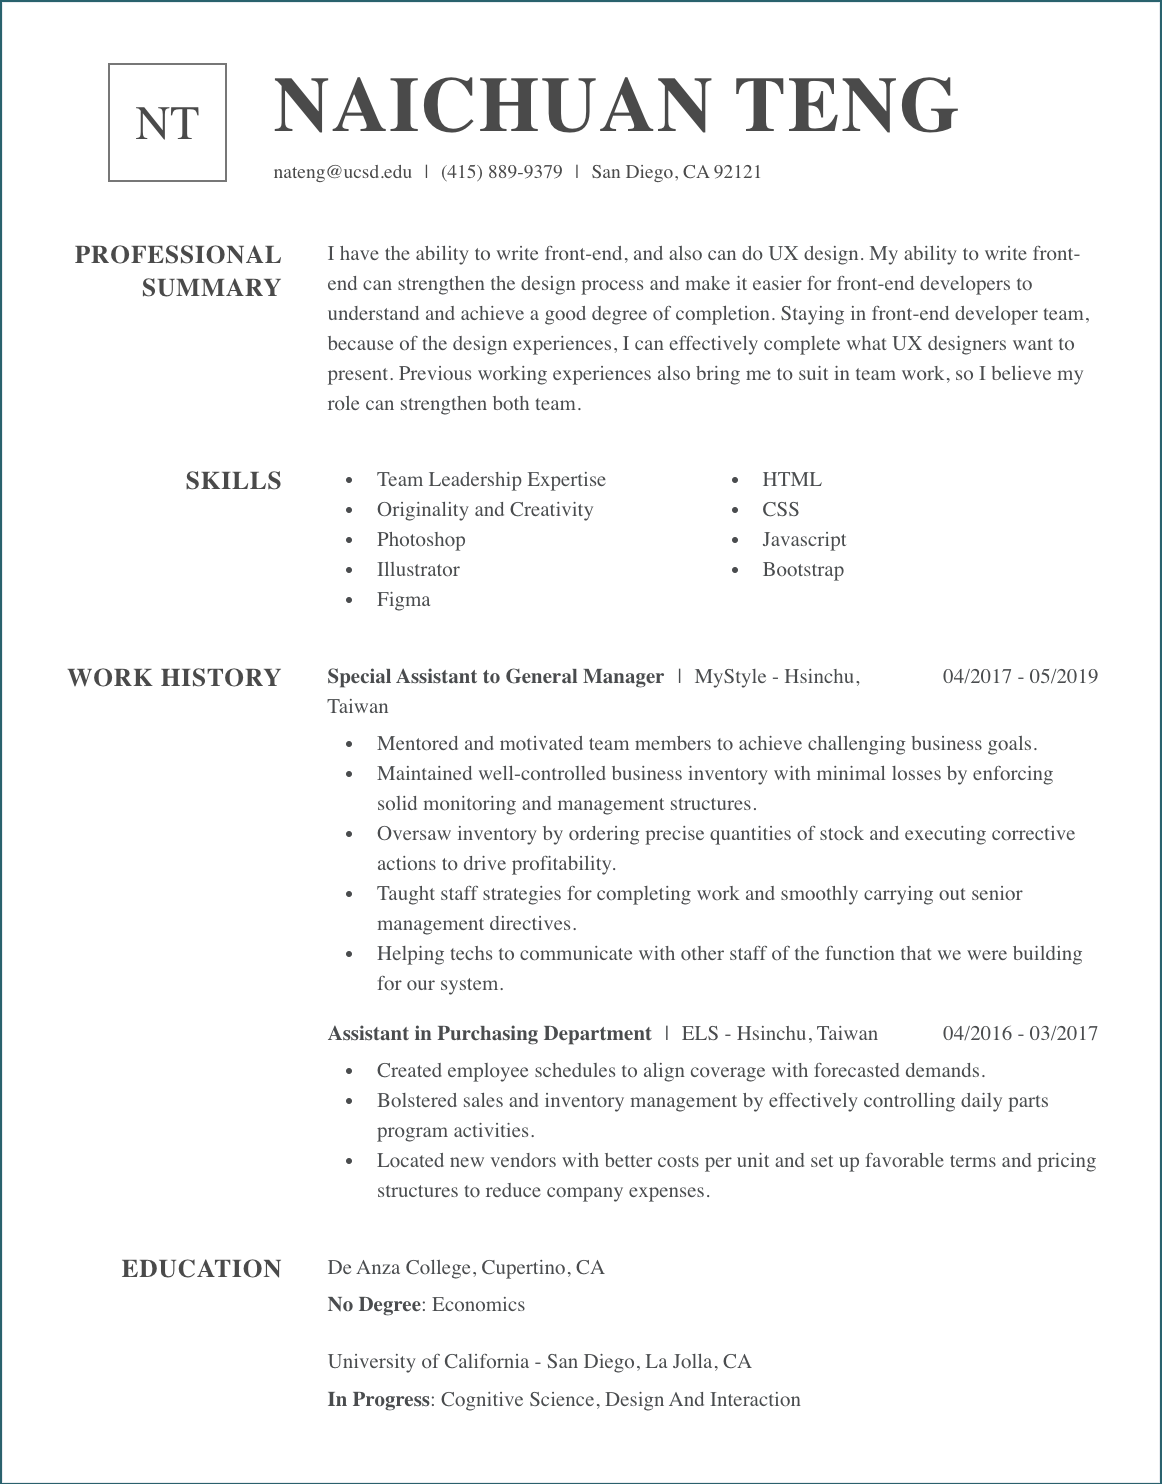 NT
NAICHUAN TENG
nateng@ucsd.edu | (415) 889-9379 | San Diego, CA 92121
PROFESSIONAL
SUMMARY
I have the ability to write front-end, and also can do UX design. My ability to write front-
end can strengthen the design process and make it easier for front-end developers to
understand and achieve a good degree of completion. Staying in front-end developer team,
because of the design experiences, I can effectively complete what UX designers want to
present. Previous working experiences also bring me to suit in team work, so I believe my
role can strengthen both team.
SKILLS
• Team Leadership Expertise
• Originality and Creativity
• Photoshop
• Illustrator
• Figma
• HTML
• CSS
• Javascript
• Bootstrap
WORK HISTORY
Special Assistant to General Manager | MyStyle - Hsinchu, 04/2017 - 05/2019
Taiwan
• Mentored and motivated team members to achieve challenging business goals.
• Maintained well-controlled business inventory with minimal losses by enforcing
solid monitoring and management structures.
• Oversaw inventory by ordering precise quantities of stock and executing corrective
actions to drive profitability.
• Taught staff strategies for completing work and smoothly carrying out senior
management directives.
• Helping techs to communicate with other staff of the function that we were building
for our system.
Assistant in Purchasing Department | ELS - Hsinchu, Taiwan 04/2016 - 03/2017
• Created employee schedules to align coverage with forecasted demands.
• Bolstered sales and inventory management by effectively controlling daily parts
program activities.
• Located new vendors with better costs per unit and set up favorable terms and pricing
structures to reduce company expenses.
EDUCATION
De Anza College, Cupertino, CA
No Degree: Economics
University of California - San Diego, La Jolla, CA
In Progress: Cognitive Science, Design And Interaction